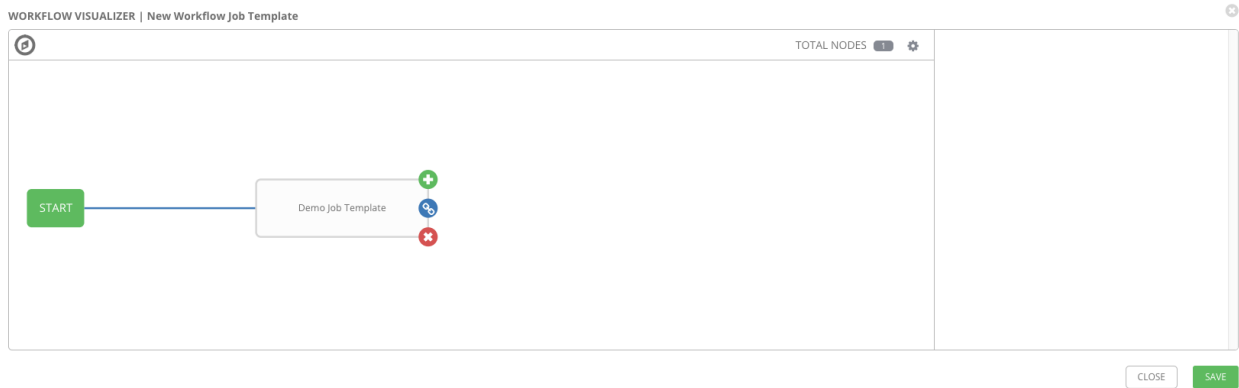 WORKFLOW VISUALIZER | New Workflow Job Template
TOTAL NODES 1
START
Demo Job Template
CLOSE SAVE